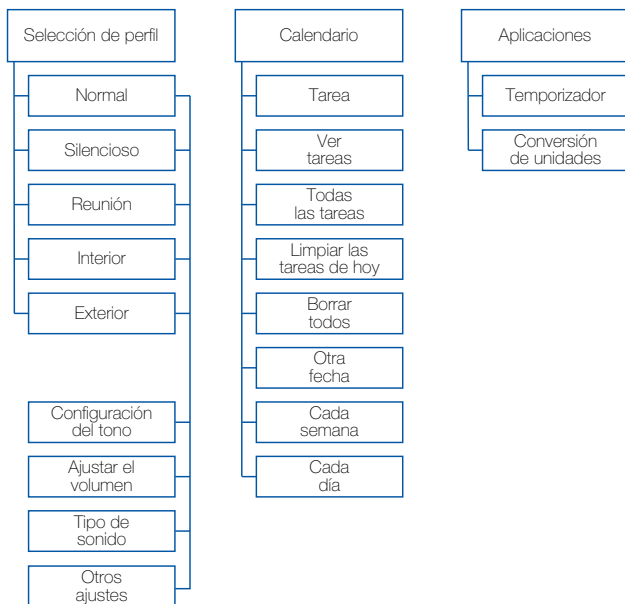 Selección de perfil
Normal
Silencioso
Reunión
Interior
Exterior
Configuración
del tono
Ajustar el
volumen
Tipo de
sonido
Otros
ajustes
Calendario
Tarea
Ver
tareas
Todas
las tareas
Limpiar las
tareas de hoy
Borrar
todos
Otra
fecha
Cada
semana
Cada
día
Aplicaciones
Temporizador
Conversión
de unidades